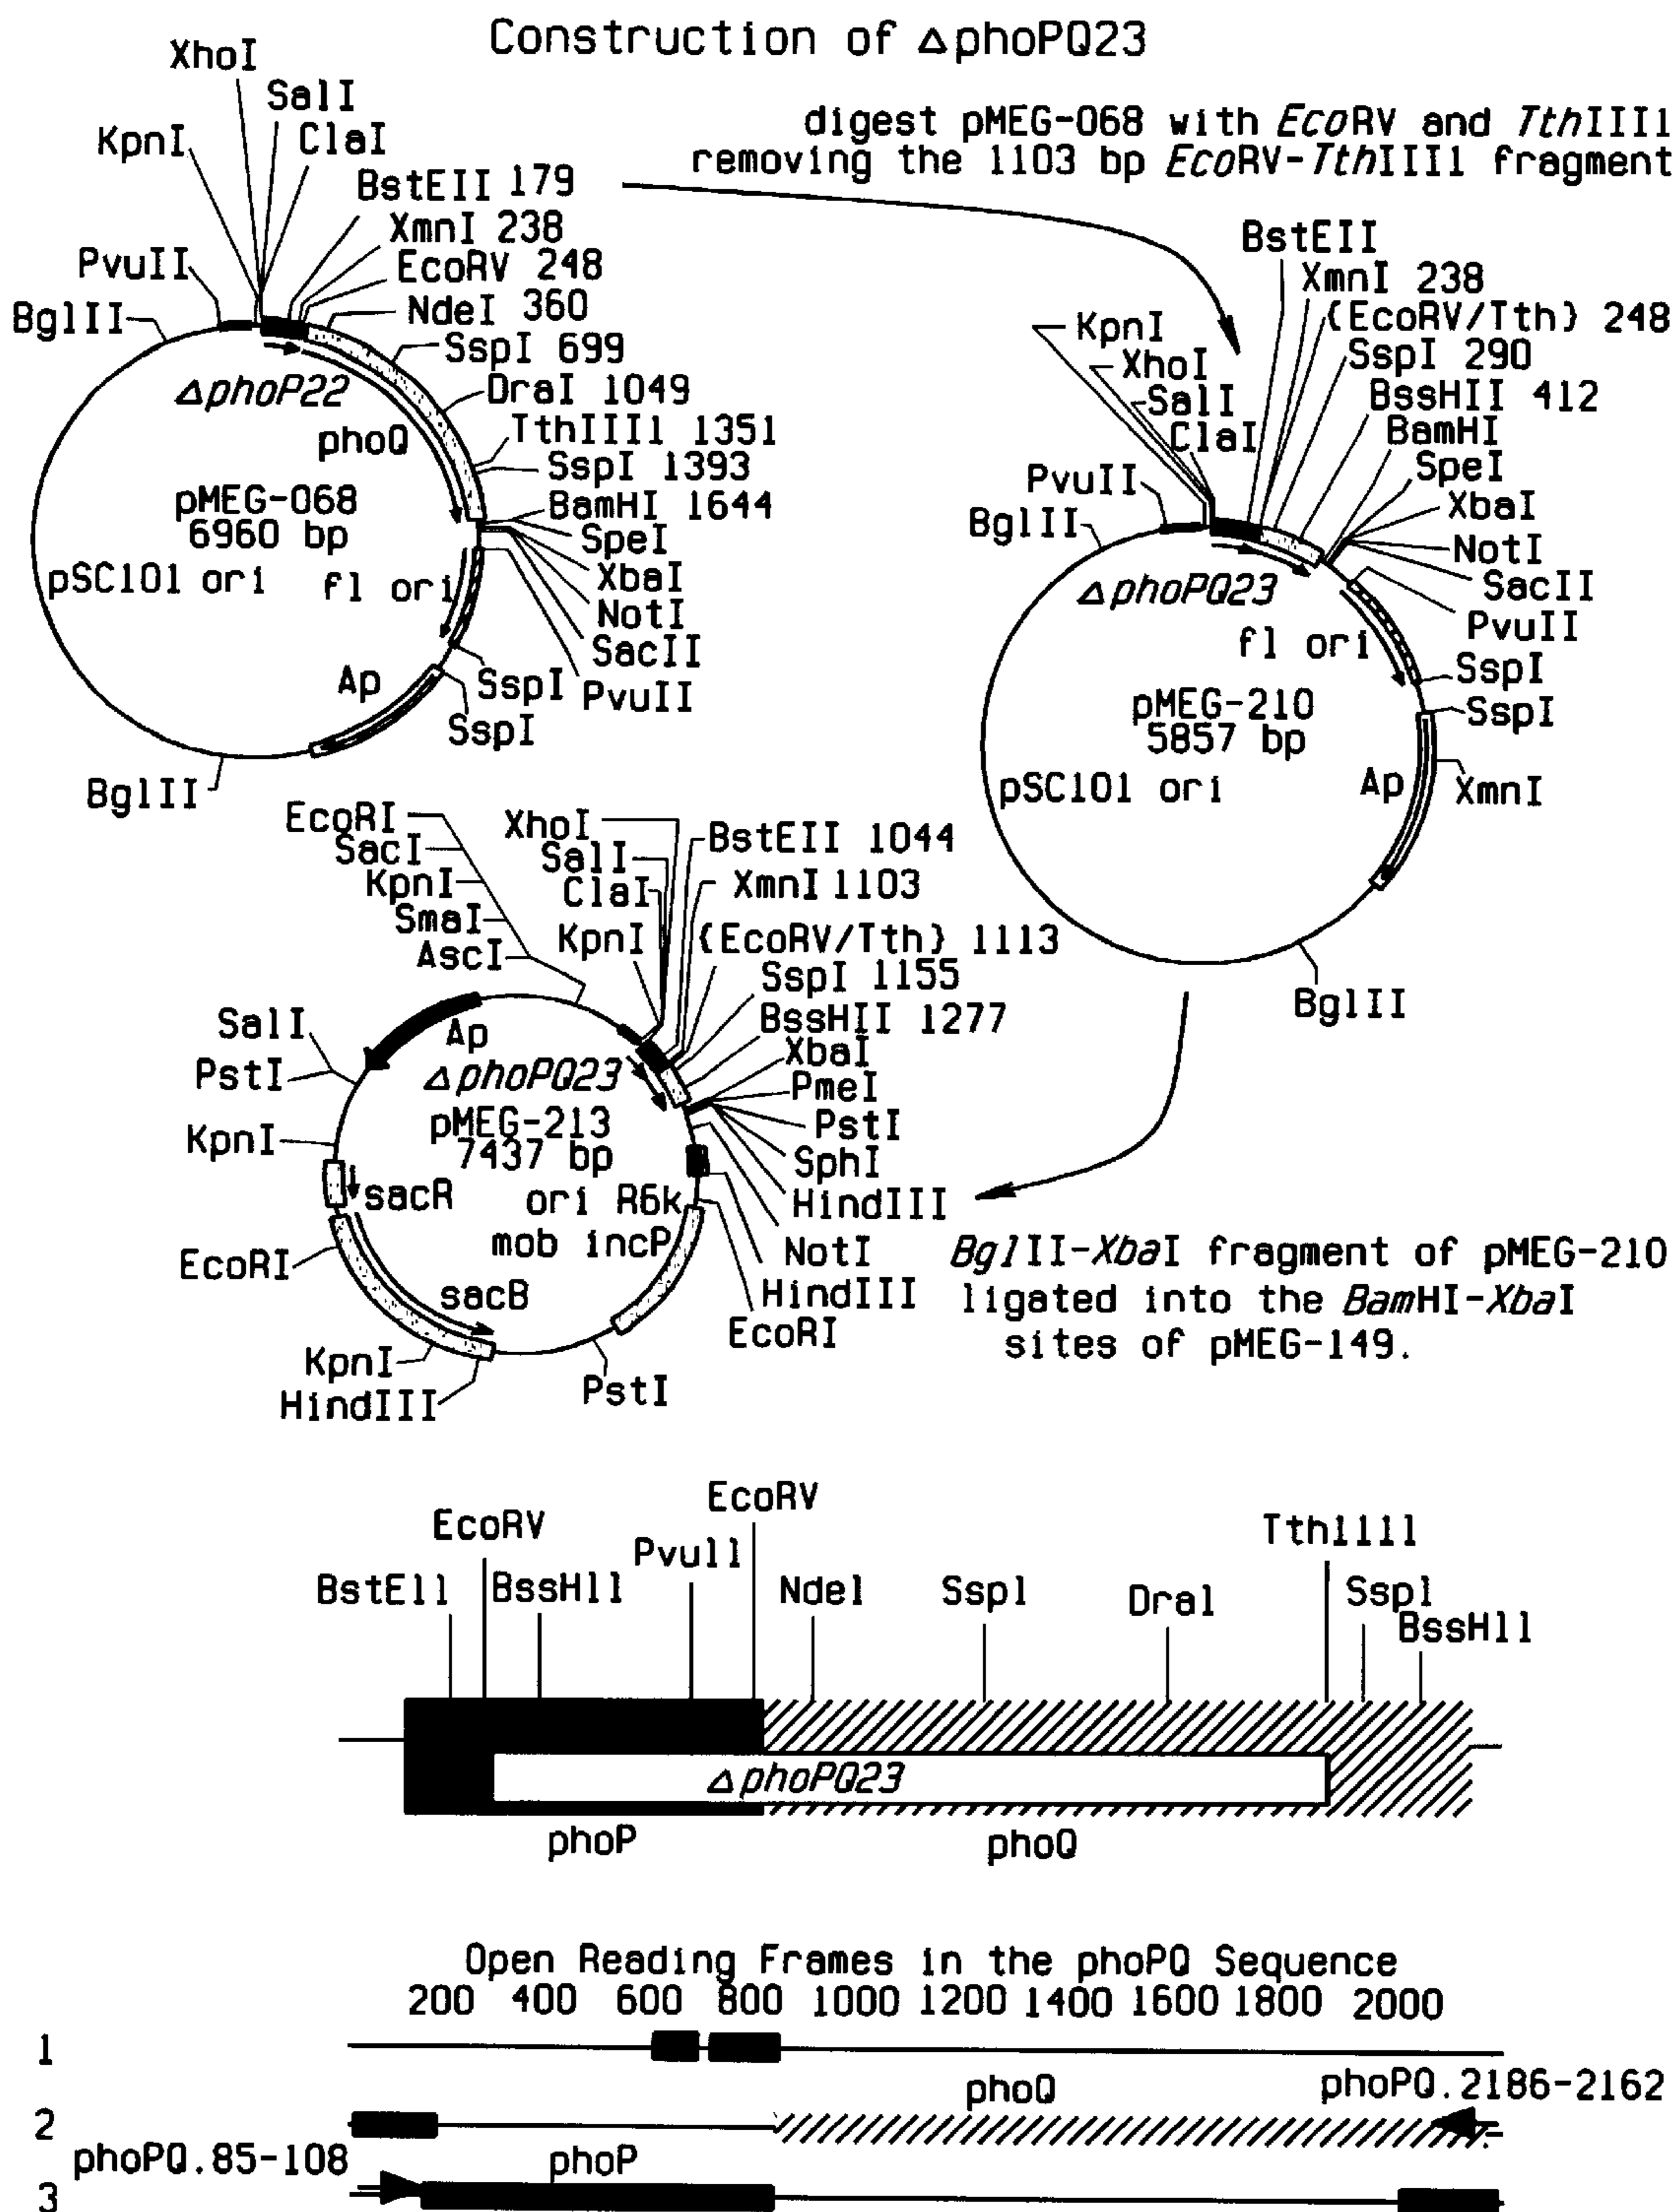 Construction of ΔphoPQ23
digest pMEG-068 with EcoRV and TthIII1
removing the 1103 bp EcoRV-TthIII1 fragment
XhoI
SalI
KpnI
ClaI
BstEII 179
XmnI 238
EcoRV 248
PvuII
NdeI 360
BglII
SspI 699
ΔphoP22
DraI 1049
phoQ
TthIII1 1351
SspI 1393
pMEG-068
BamHI 1644
6960 bp
SpeI
pSC101 ori
f1 ori
XbaI
NotI
SacII
Ap
SspI
PvuII
SspI
BglII
BstEII
XmnI 238
KpnI
(EcoRV/Tth) 248
XhoI
SspI 290
SalI
BssHII 412
ClaI
BamHI
SpeI
PvuII
XbaI
BglII
NotI
ΔphoPQ23
SacII
PvuII
f1 ori
SspI
pMEG-210
SspI
5857 bp
pSC101 ori
Ap
XmnI
BglII
EcoRI
XhoI
BstEII 1044
SacI
SalI
KpnI
ClaI
XmnI 1103
SmaI
KpnI
(EcoRV/Tth) 1113
AscI
SspI 1155
SalI
Ap
BssHII 1277
XbaI
PstI
ΔphoPQ23
PmeI
pMEG-213
PstI
KpnI
7437 bp
SphI
sacR
ori R6k
HindIII
mob incP
NotI
EcoRI
sacB
HindIII
EcoRI
KpnI
PstI
HindIII
BglII-XbaI fragment of pMEG-210
ligated into the BamHI-XbaI
sites of pMEG-149.
EcoRV
EcoRV
Tth1111
PvuII
BstE11
BssH11
Nde1
Ssp1
Dra1
Ssp1
BssH11
ΔphoPQ23
phoP
phoQ
Open Reading Frames in the phoPQ Sequence
200 400 600 800 1000 1200 1400 1600 1800 2000
1
phoQ
phoPQ.2186-2162
2
phoPQ.85-108
phoP
3